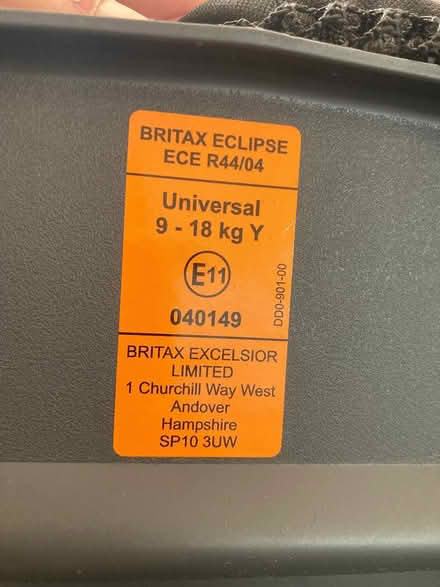 BRITAX ECLIPSE
ECE R44/04
Universal
9 - 18 kg Y
E11
040149
DD0-901-00
BRITAX EXCELSIOR
LIMITED
1 Churchill Way West
Andover
Hampshire
SP10 3UW